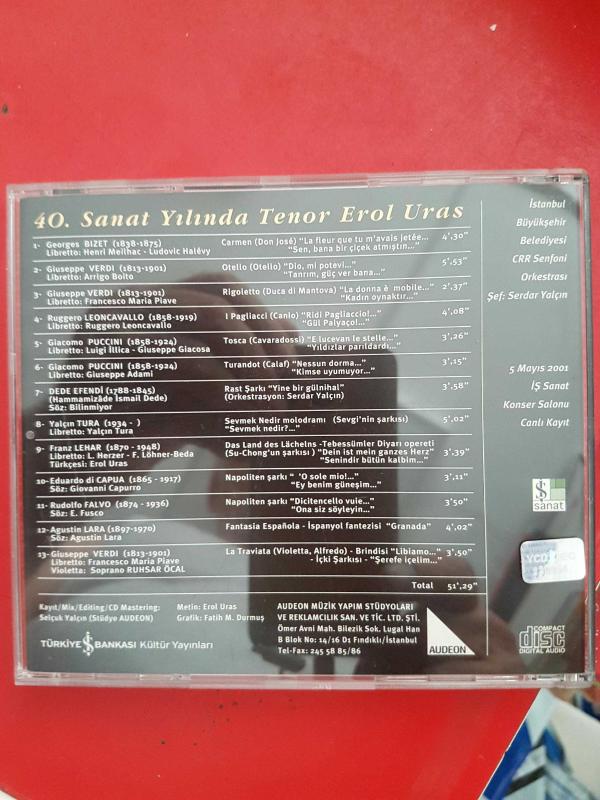 40. Sanat Yılında Tenor Erol Uras
1- Georges BIZET (1838-1875) Carmen (Don José) "La fleur que tu m'avais jetée... 4',30"
Libretto: Henri Meilhac - Ludovic Halévy "Sen, bana bir çiçek atmıştın..."
2- Giuseppe VERDI (1813-1901) Otello (Otello) "Dio, mi potevi... 5',53"
Libretto: Arrigo Boito "Tanrım, güç ver bana..."
3- Giuseppe VERDI (1813-1901) Rigoletto (Duca di Mantova) "La donna è mobile..." 2',37"
Libretto: Francesco Maria Piave "Kadın oynaktır..."
4- Ruggero LEONCAVALLO (1858-1919) I Pagliacci (Canio) "Ridi Pagliaccio!..." 4',08"
Libretto: Ruggero Leoncavallo "Gül Palyaço!..."
5- Giacomo PUCCINI (1858-1924) Tosca (Cavaradossi) "E lucevan le stelle..." 3',26"
Libretto: Luigi Illica - Giuseppe Giacosa "Yıldızlar parıldardı..."
6- Giacomo PUCCINI (1858-1924) Turandot (Calaf) "Nessun dorma..." 3',15"
Libretto: Giuseppe Adami "Kimse uyumuyor..."
7- DEDE EFENDİ (1788-1845) Rast Şarkı "Yine bir gülnihal" 3',58"
(Hammamizâde İsmail Dede) (Orkestrasyon: Serdar Yalçın)
Söz: Bilinmiyor
8- Yalçın TURA (1934 - ) Sevmek Nedir molodramı (Sevgi'nin şarkısı) 5',02"
Libretto: Yalçın Tura "Sevmek nedir?..."
9- Franz LEHAR (1870 - 1948) Das Land des Lächelns -Tebessümler Diyarı opereti
Libretto: L. Herzer - F. Löhner-Beda (Su-Chong'un şarkısı ) "Dein ist mein ganzes Herz" 3',39"
Türkçesi: Erol Uras "Senindir bütün kalbim..."
10- Eduardo di CAPUA (1865 - 1917) Napoliten şarkı " 'O sole mio!..." 3',11"
Söz: Giovanni Capurro "Ey benim güneşim..."
11- Rudolfo FALVO (1874 - 1936) Napoliten şarkı "Dicitencello vuie..." 3'50"
Söz: E. Fusco "Ona siz söyleyin..."
12- Agustin LARA (1897-1970) Fantasia Española - İspanyol fantezisi "Granada" 4',02"
Söz: Agustin Lara
13- Giuseppe VERDI (1813-1901) La Traviata (Violetta, Alfredo) - Brindisi "Libiamo..." 3',50"
Libretto: Francesco Maria Piave - İçki Şarkısı - "Şerefe içelim..."
Violetta: Soprano RUHSAR ÖCAL
Total 51',29"
İstanbul
Büyükşehir
Belediyesi
CRR Senfoni
Orkestrası
Şef: Serdar Yalçın
5 Mayıs 2001
İŞ Sanat
Konser Salonu
Canlı Kayıt
sanat
Kayıt/Mix/Editing/CD Mastering:
Selçuk Yalçın (Stüdyo AUDEON)
Metin: Erol Uras
Grafik: Fatih M. Durmuş
TÜRKİYE İŞ BANKASI Kültür Yayınları
AUDEON MÜZİK YAPIM STÜDYOLARI
VE REKLAMCILIK SAN. VE TİC. LTD. ŞTİ.
Ömer Avni Mah. Bilezik Sok. Lugal Han
B Blok No: 14/16 D1 Fındıklı/İstanbul
Tel-Fax: 245 58 85/86
AUDEON
COMPACT
disc
DIGITAL AUDIO